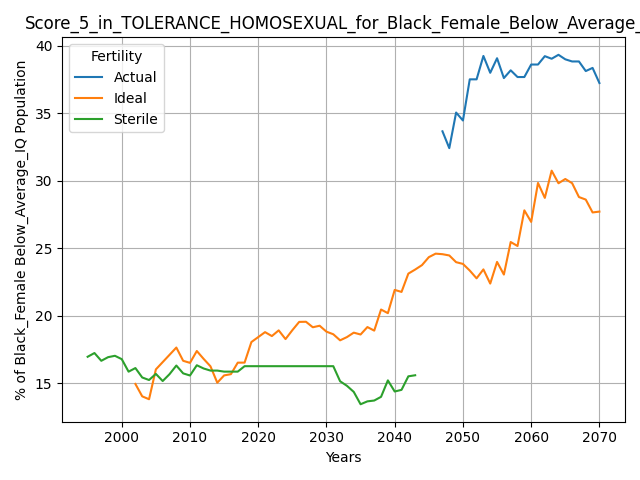 Score_5_in_TOLERANCE_HOMOSEXUAL_for_Black_Female_Below_Average_
% of Black_Female Below_Average_IQ Population
40
35
30
25
20
15
Fertility
Actual
Ideal
Sterile
2000 2010 2020 2030 2040 2050 2060 2070
Years